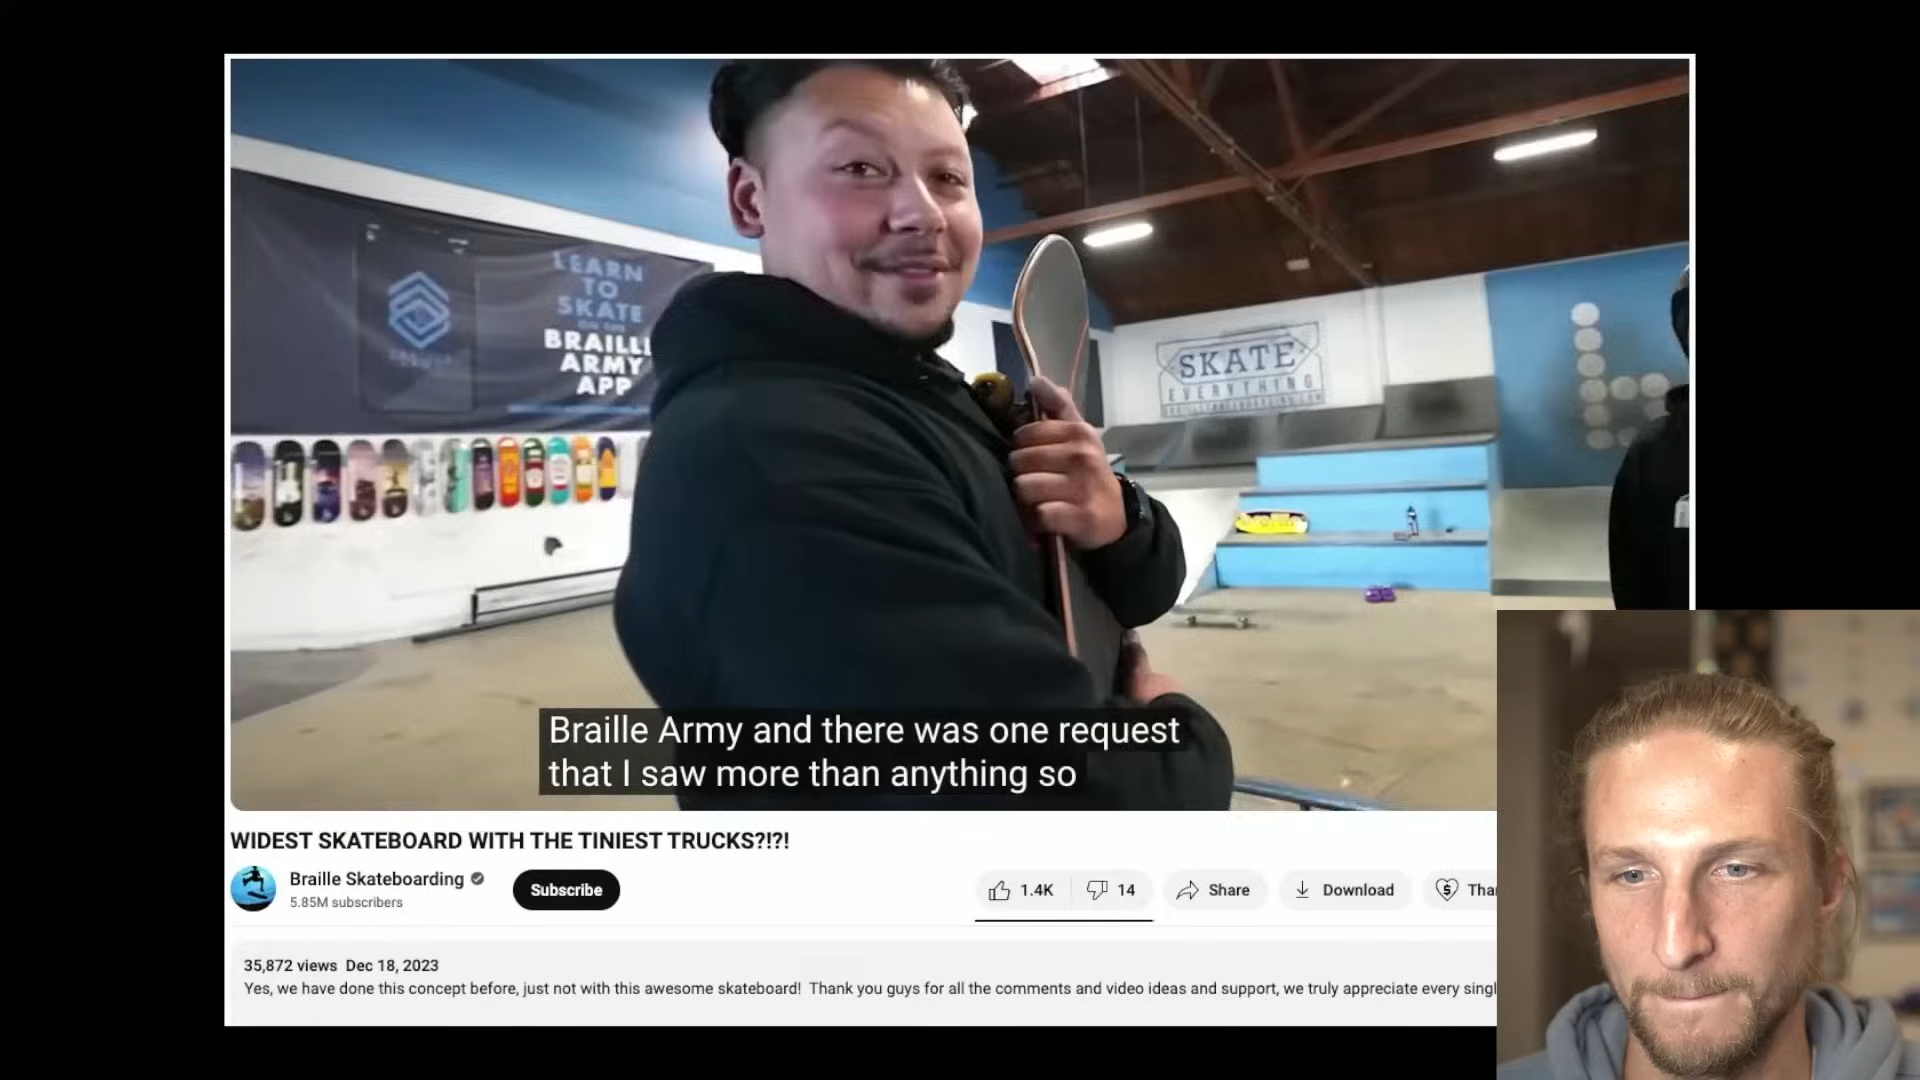 LEARN
TO
SKATE
BRAILLE
ARMY
APP
SKATE
EVERYTHING
Braille Army and there was one request
that I saw more than anything so
WIDEST SKATEBOARD WITH THE TINIEST TRUCKS?!?!
Braille Skateboarding
5.85M subscribers
Subscribe
1.4K
14
Share
Download
Than
35,872 views Dec 18, 2023
Yes, we have done this concept before, just not with this awesome skateboard! Thank you guys for all the comments and video ideas and support, we truly appreciate every singl